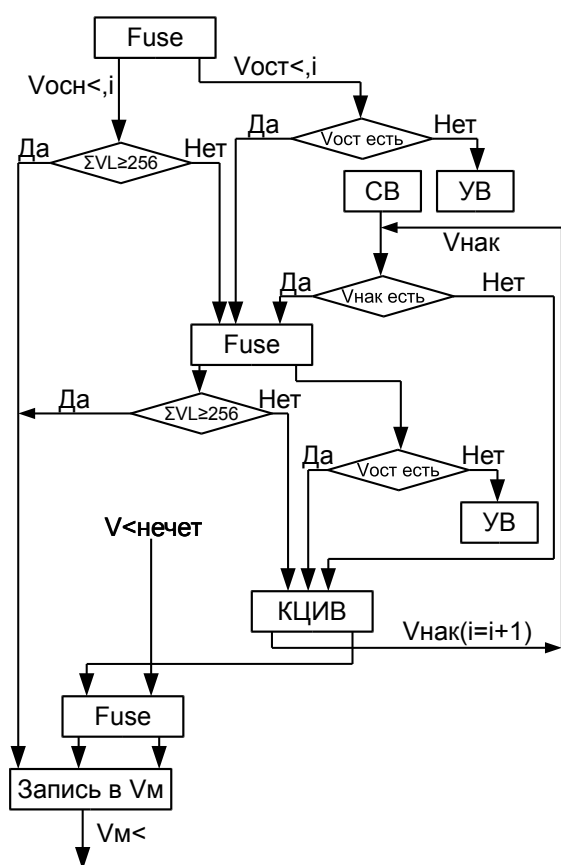 Fuse
Vосн<,i
Vост<,i
Да
ΣVL≥256
Нет
Да
Vост есть
Нет
СВ
УВ
Vнак
Да
Vнак есть
Нет
Fuse
Да
ΣVL≥256
Нет
Да
Vост есть
Нет
УВ
V<нечет
КЦИВ
Vнак(i=i+1)
Fuse
Запись в Vм
Vм<